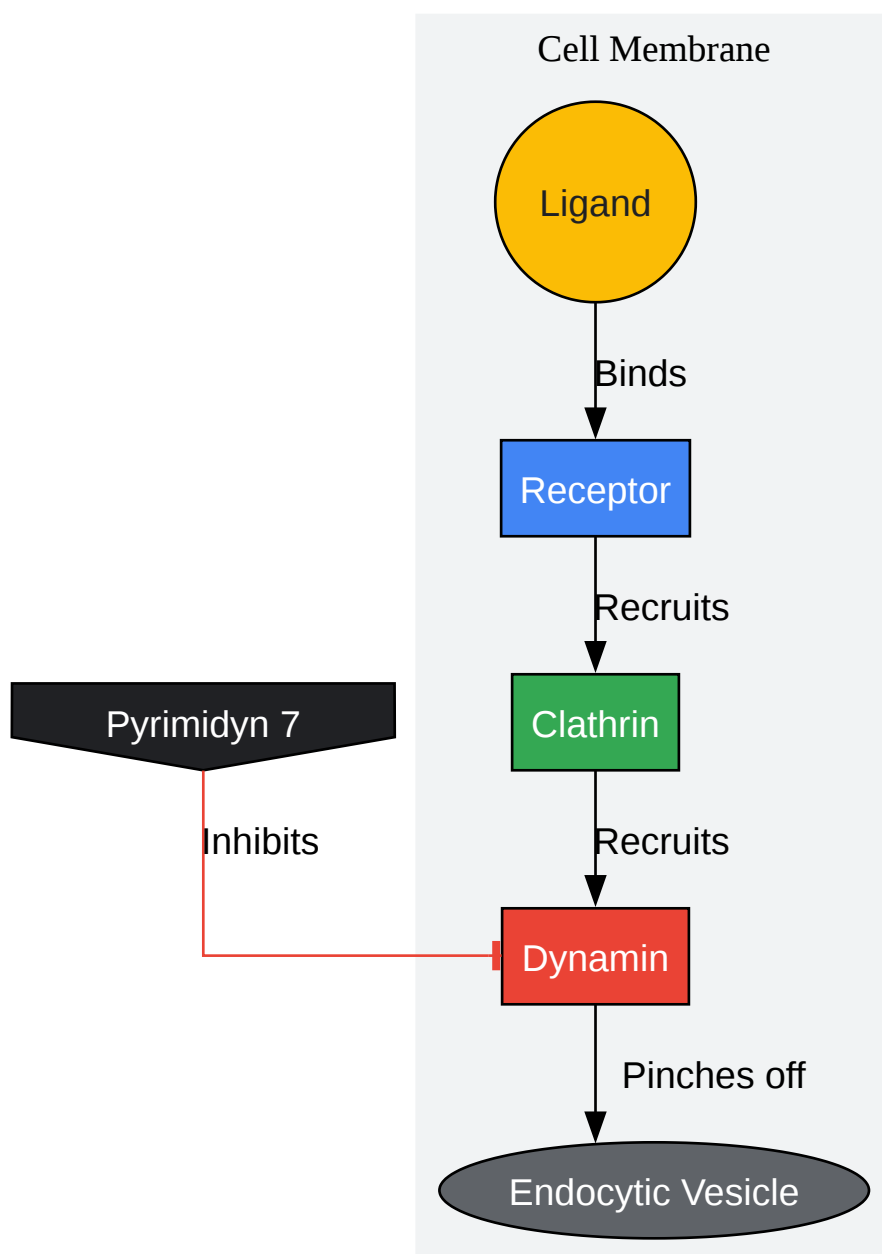 Cell Membrane
Ligand
Binds
Receptor
Recruits
Clathrin
Pyrimidyn 7
Inhibits
Recruits
Dynamin
Pinches off
Endocytic Vesicle